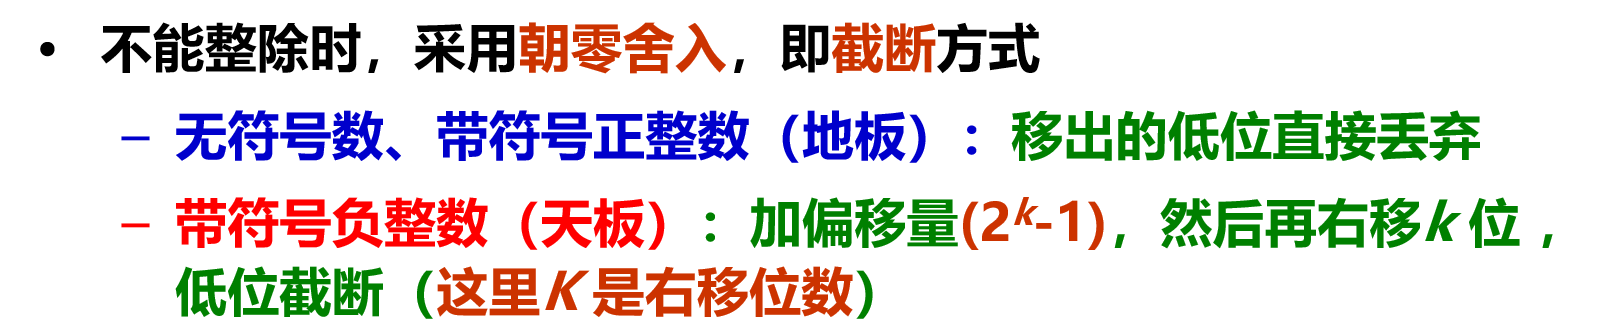 • 不能整除时，采用朝零舍入，即截断方式
– 无符号数、带符号正整数（地板）：移出的低位直接丢弃
– 带符号负整数（天板）：加偏移量(2ᵏ-1)，然后再右移k 位 ，
低位截断（这里K 是右移位数）